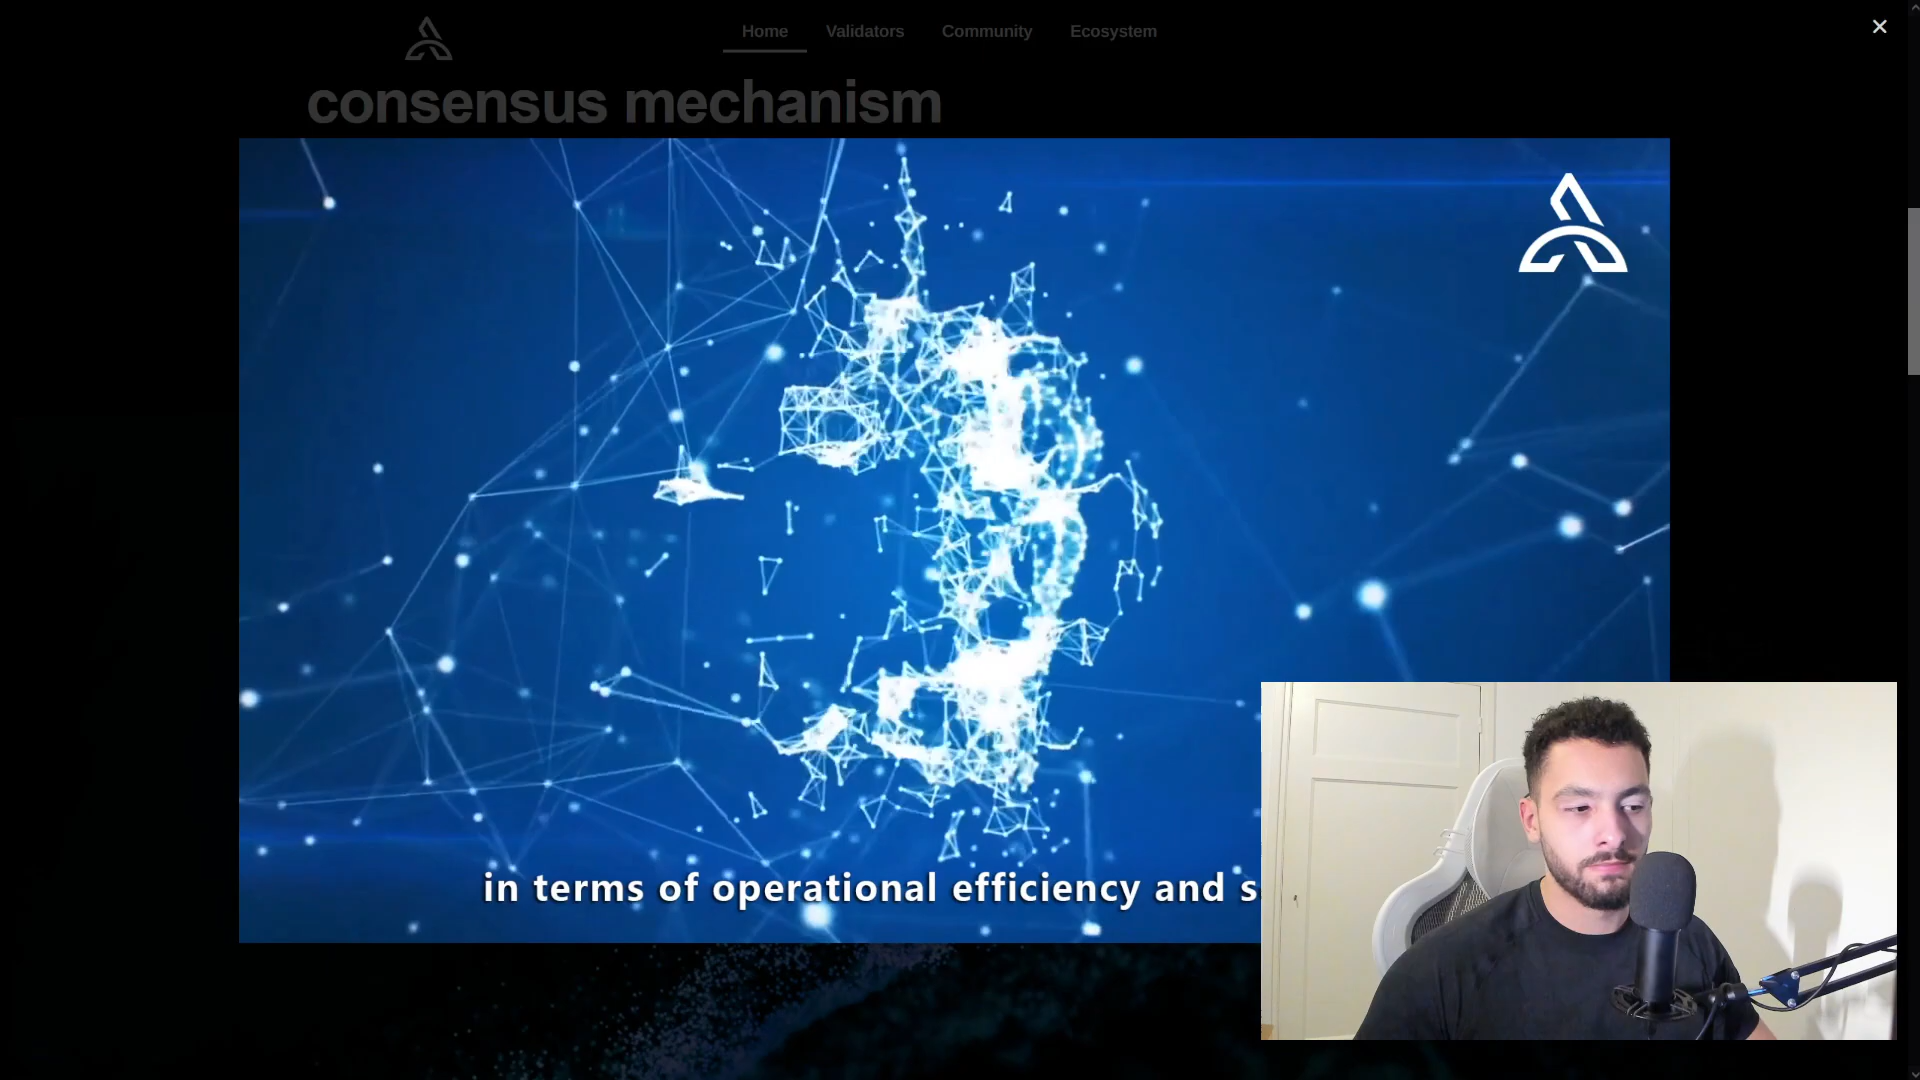 Home Validators Community Ecosystem
consensus mechanism
in terms of operational efficiency and